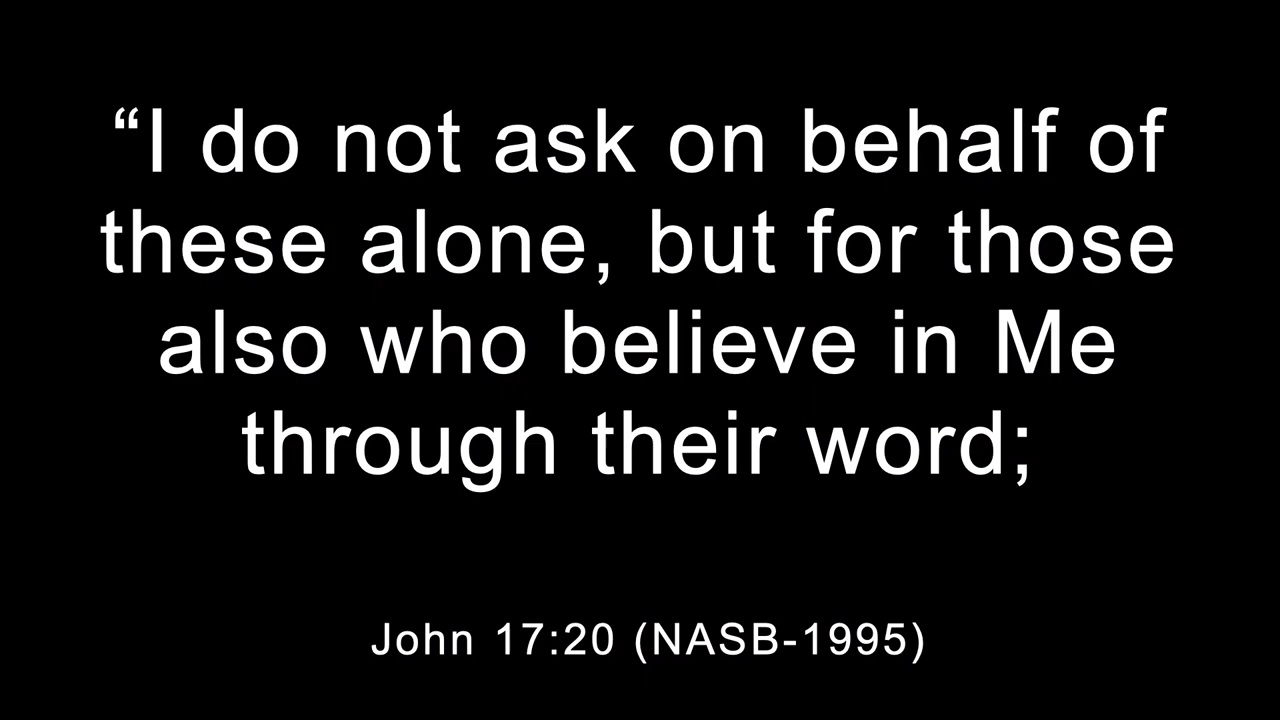 “I do not ask on behalf of
these alone, but for those
also who believe in Me
through their word;
John 17:20 (NASB-1995)